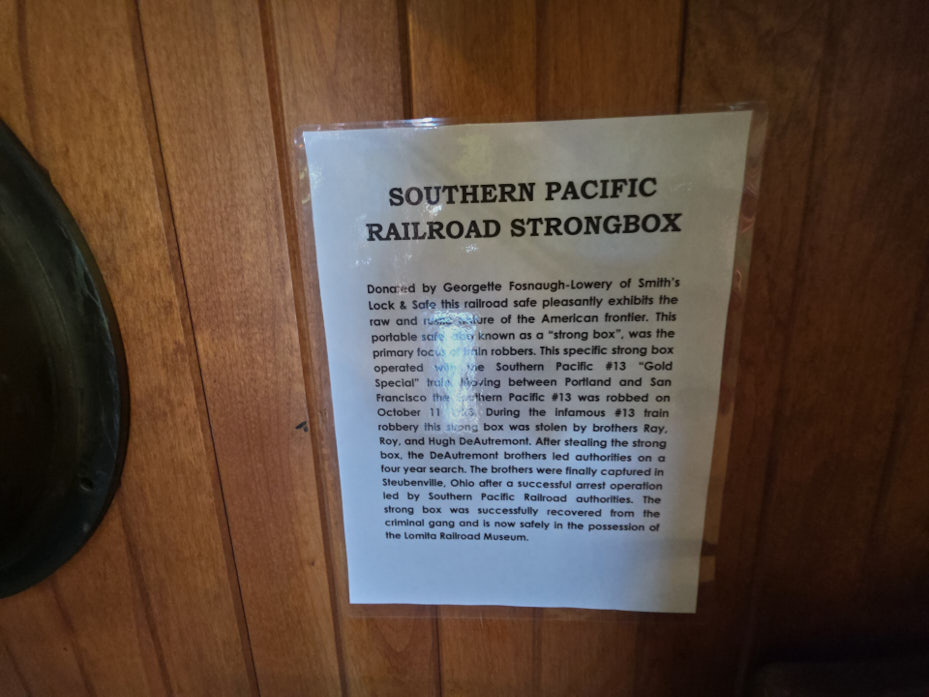 SOUTHERN PACIFIC
RAILROAD STRONGBOX
Donated by Georgette Fosnaugh-Lowery of Smith's
Lock & Safe this railroad safe pleasantly exhibits the
raw and nature of the American frontier. This
portable safe, also known as a "strong box", was the
primary focus of train robbers. This specific strong box
operated with the Southern Pacific #13 "Gold
Special" train. Moving between Portland and San
Francisco the Southern Pacific #13 was robbed on
October 11 During the infamous #13 train
robbery this strong box was stolen by brothers Ray,
Roy, and Hugh DeAutremont. After stealing the strong
box, the DeAutremont brothers led authorities on a
four year search. The brothers were finally captured in
Steubenville, Ohio after a successful arrest operation
led by Southern Pacific Railroad authorities. The
strong box was successfully recovered from the
criminal gang and is now safely in the possession of
the Lomita Railroad Museum.